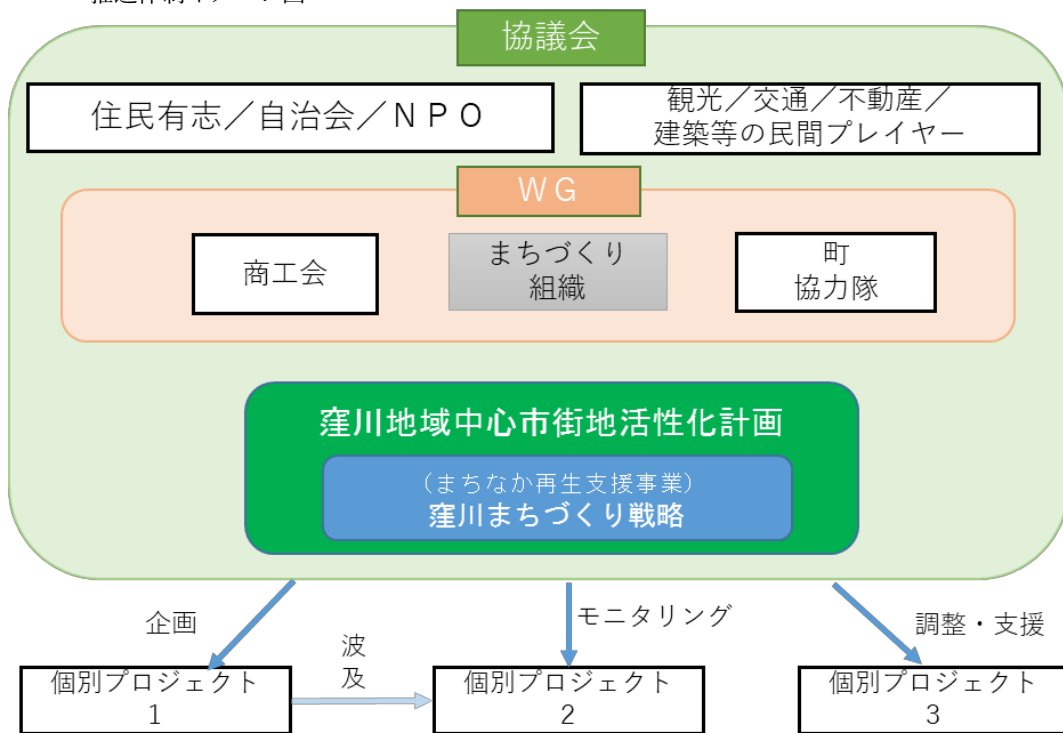 協議会
住民有志／自治会／ＮＰＯ
観光／交通／不動産／
建築等の民間プレイヤー
ＷＧ
商工会
まちづくり
組織
町
協力隊
窪川地域中心市街地活性化計画
（まちなか再生支援事業）
窪川まちづくり戦略
企画
波
及
モニタリング
調整・支援
個別プロジェクト
1
個別プロジェクト
2
個別プロジェクト
3